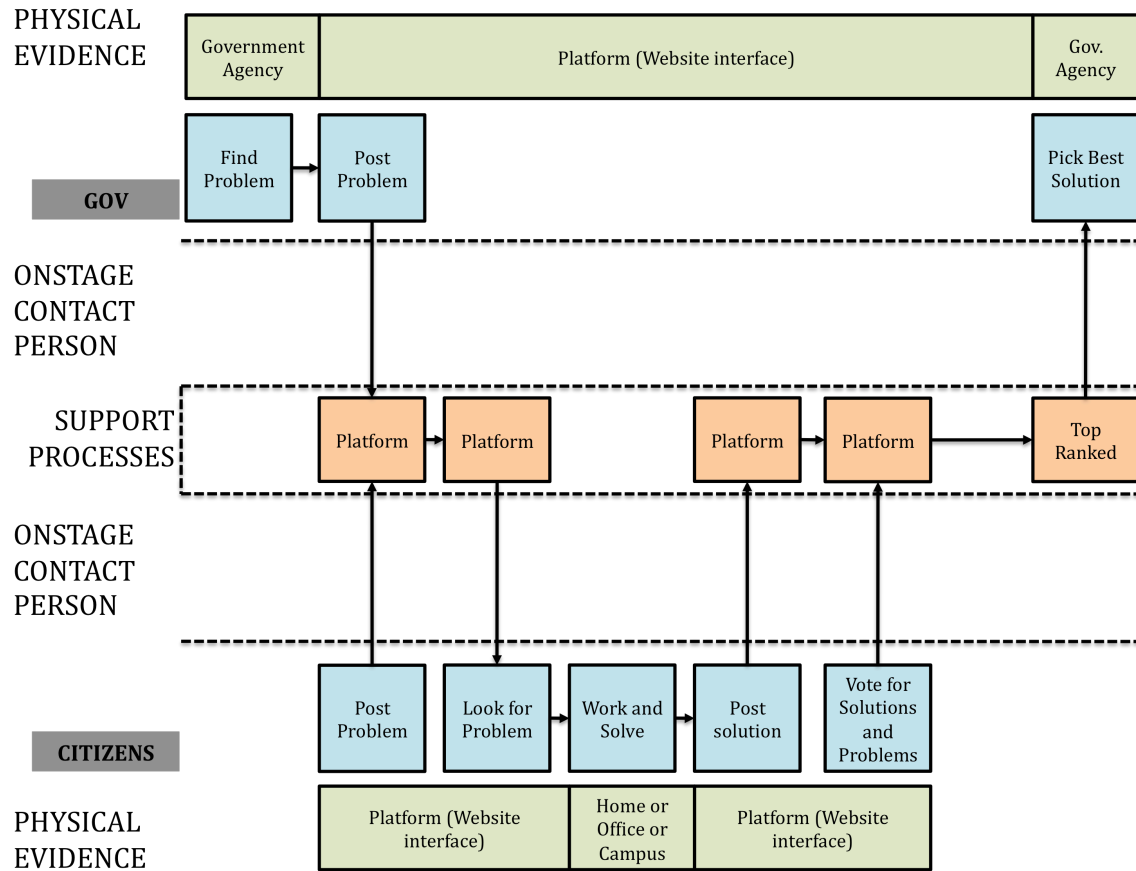 PHYSICAL
EVIDENCE
Government
Agency
Platform (Website interface)
Gov.
Agency
Find
Problem
Post
Problem
Pick Best
Solution
GOV
ONSTAGE
CONTACT
PERSON
SUPPORT
PROCESSES
Platform
Platform
Platform
Platform
Top
Ranked
ONSTAGE
CONTACT
PERSON
Post
Problem
Look for
Problem
Work and
Solve
Post
solution
Vote for
Solutions
and
Problems
CITIZENS
PHYSICAL
EVIDENCE
Platform (Website
interface)
Home or
Office or
Campus
Platform (Website
interface)